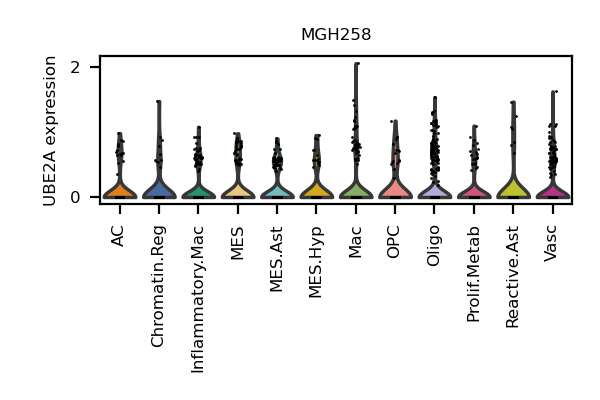 MGH258
UBE2A expression
2
0
AC
Chromatin.Reg
Inflammatory.Mac
MES
MES.Ast
MES.Hyp
Mac
OPC
Oligo
Prolif.Metab
Reactive.Ast
Vasc